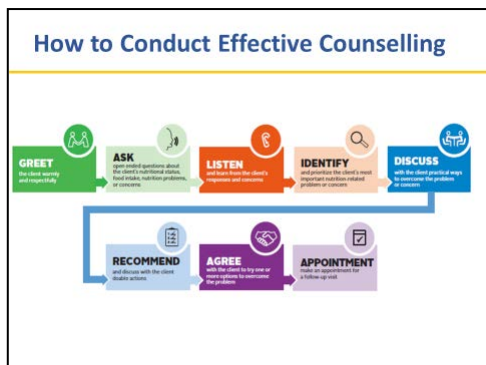 How to Conduct Effective Counselling
GREET
the client warmly
and respectfully
ASK
open ended questions about
the client's nutritional status,
food intake, nutrition problems,
or concerns
LISTEN
and learn from the client's
responses and concerns
IDENTIFY
and prioritize the client's most
important nutrition-related
problem or concern
DISCUSS
with the client practical ways
to overcome the problem
or concern
RECOMMEND
and discuss with the client
doable actions
AGREE
with the client to try one or
more options to overcome
the problem
APPOINTMENT
make an appointment for
a follow-up visit